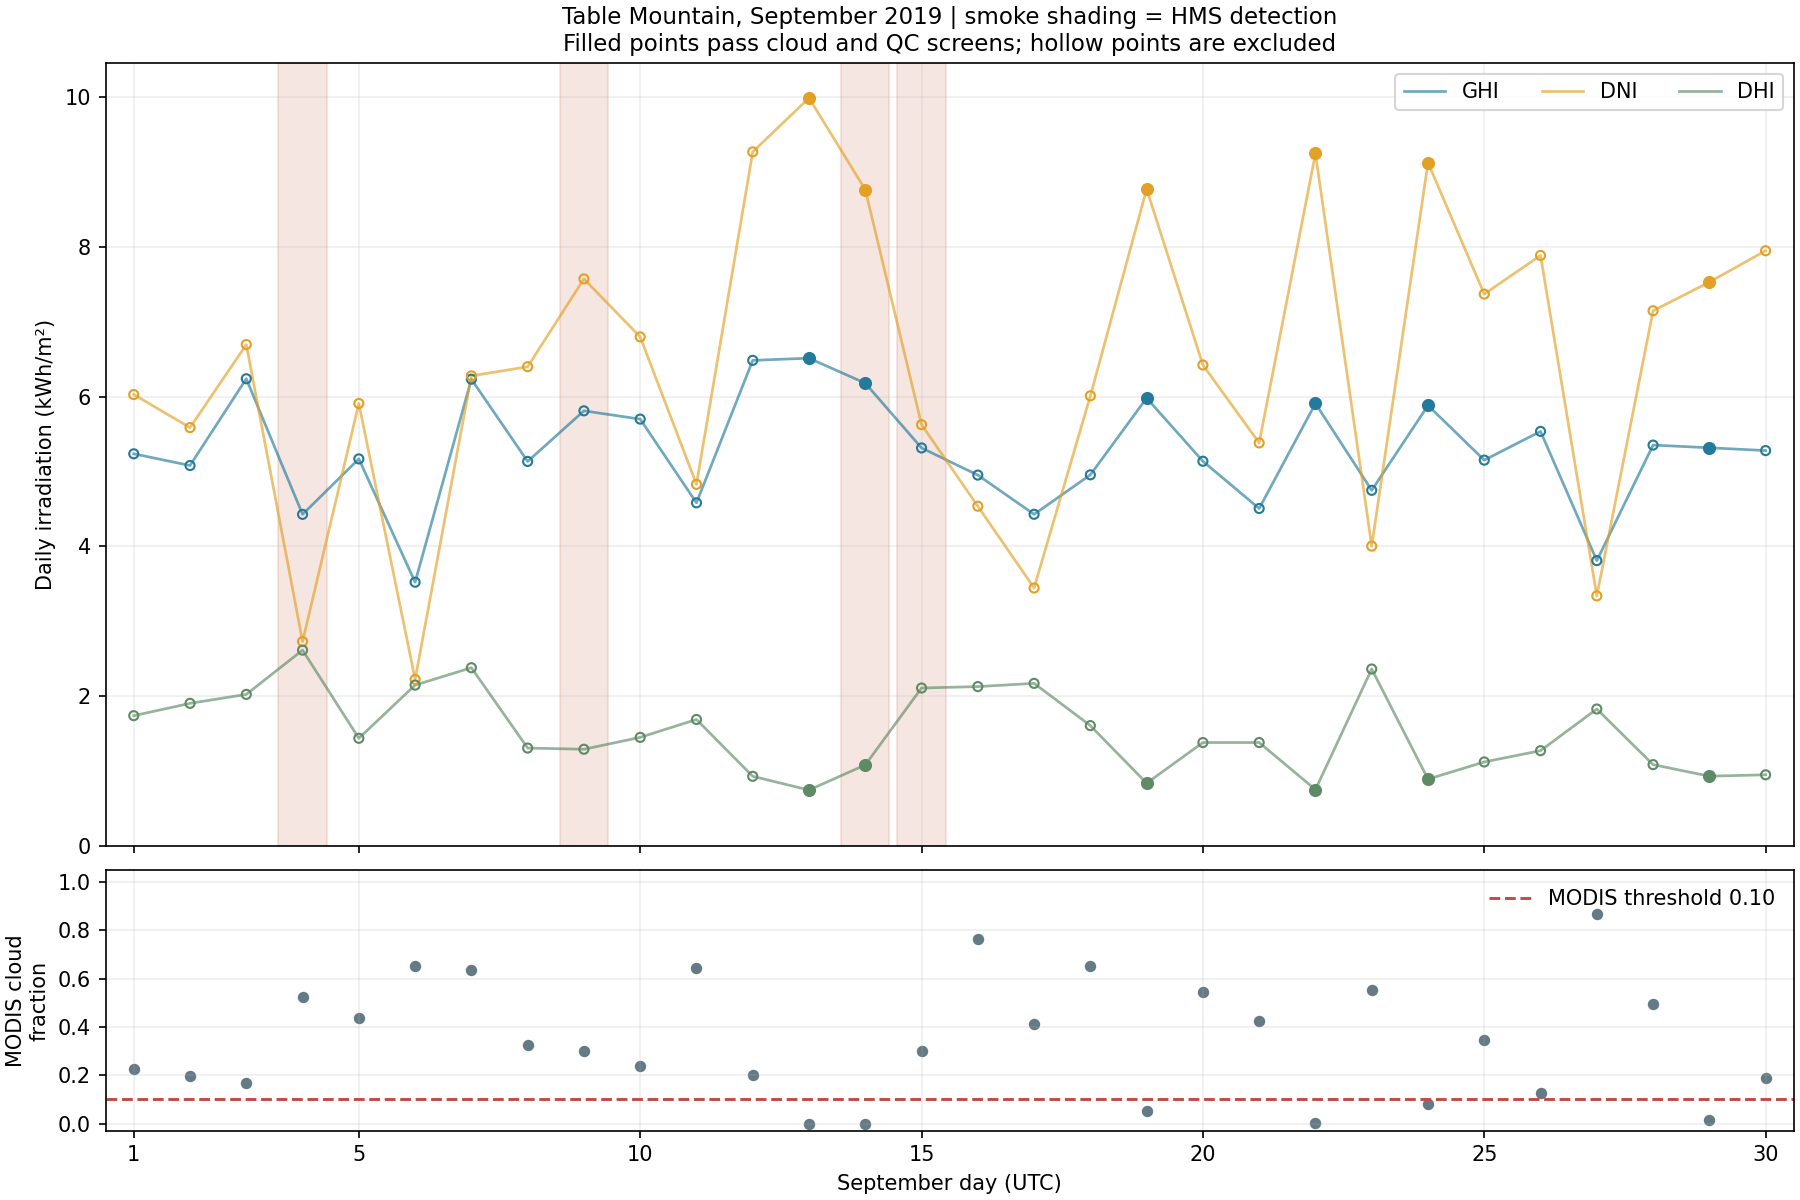 Table Mountain, September 2019 | smoke shading = HMS detection
Filled points pass cloud and QC screens; hollow points are excluded
GHI DNI DHI
Daily irradiation (kWh/m²)
10
8
6
4
2
0
MODIS threshold 0.10
MODIS cloud
fraction
1.0
0.8
0.6
0.4
0.2
0.0
1 5 10 15 20 25 30
September day (UTC)